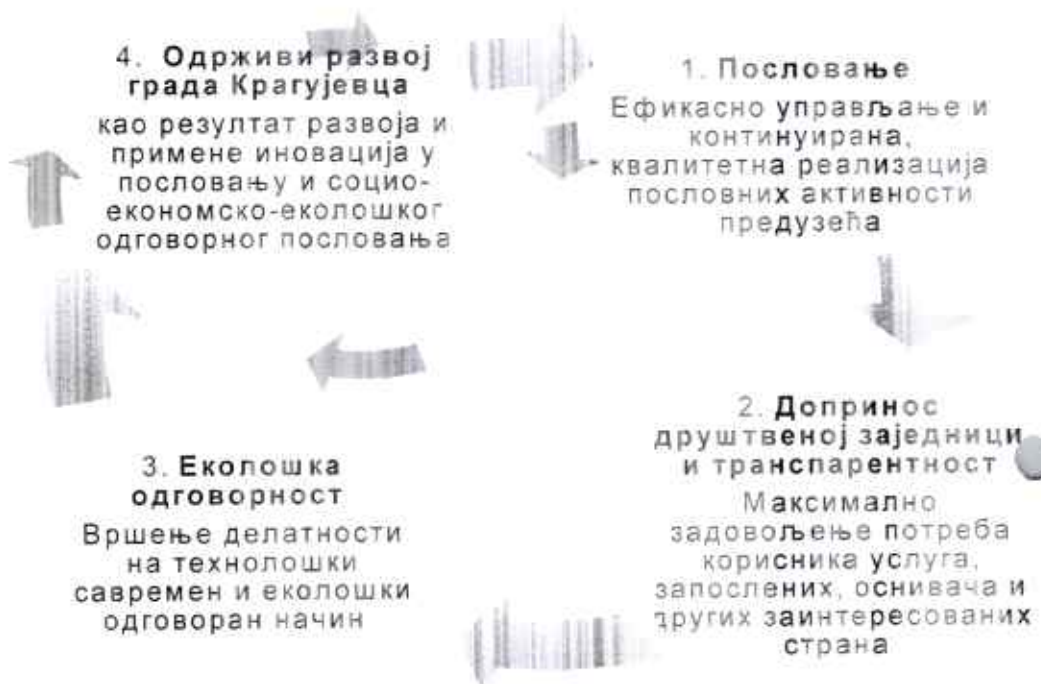 4. Одрживи развој
града Крагујевца
као резултат развоја и
примене иновација у
пословању и социо-
економско-еколошког
одговорног пословања
1. Пословање
Ефикасно управљање и
континуирана,
квалитетна реализација
пословних активности
предузећа
2. Допринос
друштвеној заједници
и транспарентност
Максимално
задовољење потреба
корисника услуга,
запослених, оснивача и
других заинтересованих
страна
3. Еколошка
одговорност
Вршење делатности
на технолошки
савремен и еколошки
одговоран начин